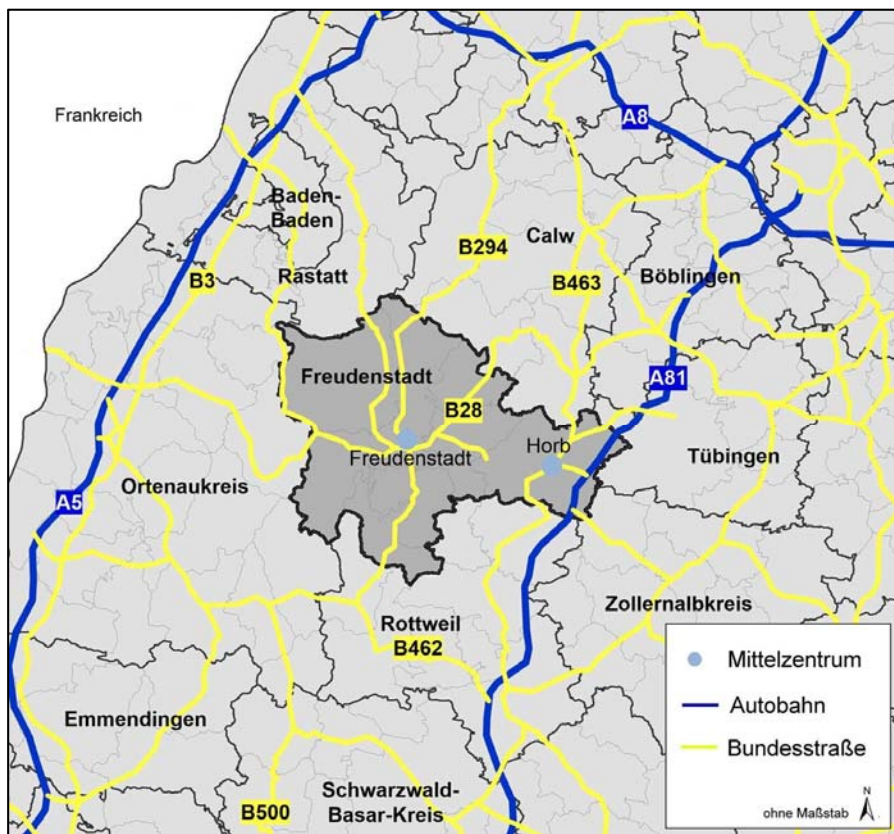 Frankreich
A8
Baden-
Baden
B294
Calw
Rastatt
B3
B463
Böblingen
Freudenstadt
A81
B28
Horb
Freudenstadt
Tübingen
Ortenaukreis
A5
Zollernalbkreis
Rottweil
B462
Mittelzentrum
Autobahn
Emmendingen
Bundesstraße
Schwarzwald-
Basar-Kreis
B500
N
ohne Maßstab